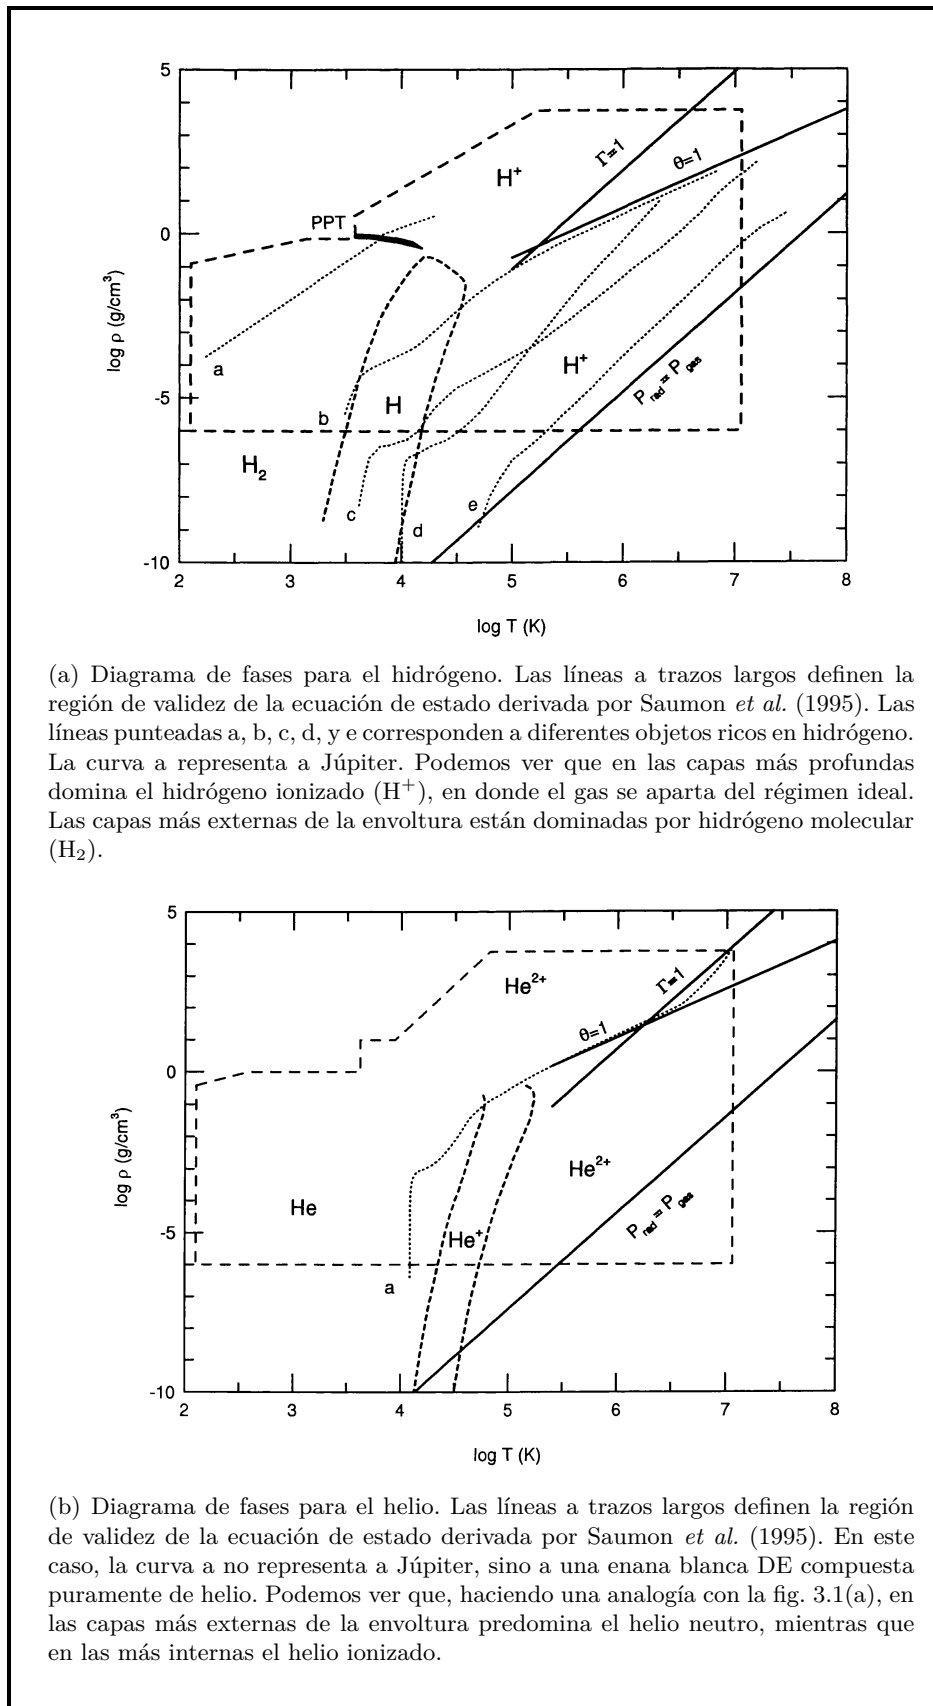 5
0
-5
-10
log ρ (g/cm³)
2
3
4
5
6
7
8
log T (K)
PPT
H⁺
Γ=1
θ=1
a
b
H
H⁺
P_rad = P_gas
H₂
c
d
e
(a) Diagrama de fases para el hidrógeno. Las líneas a trazos largos definen la
región de validez de la ecuación de estado derivada por Saumon et al. (1995). Las
líneas punteadas a, b, c, d, y e corresponden a diferentes objetos ricos en hidrógeno.
La curva a representa a Júpiter. Podemos ver que en las capas más profundas
domina el hidrógeno ionizado (H⁺), en donde el gas se aparta del régimen ideal.
Las capas más externas de la envoltura están dominadas por hidrógeno molecular
(H₂).
5
0
-5
-10
log ρ (g/cm³)
2
3
4
5
6
7
8
log T (K)
He²⁺
Γ=1
θ=1
He²⁺
He
He⁺
P_rad = P_gas
a
(b) Diagrama de fases para el helio. Las líneas a trazos largos definen la región
de validez de la ecuación de estado derivada por Saumon et al. (1995). En este
caso, la curva a no representa a Júpiter, sino a una enana blanca DE compuesta
puramente de helio. Podemos ver que, haciendo una analogía con la fig. 3.1(a), en
las capas más externas de la envoltura predomina el helio neutro, mientras que
en las más internas el helio ionizado.